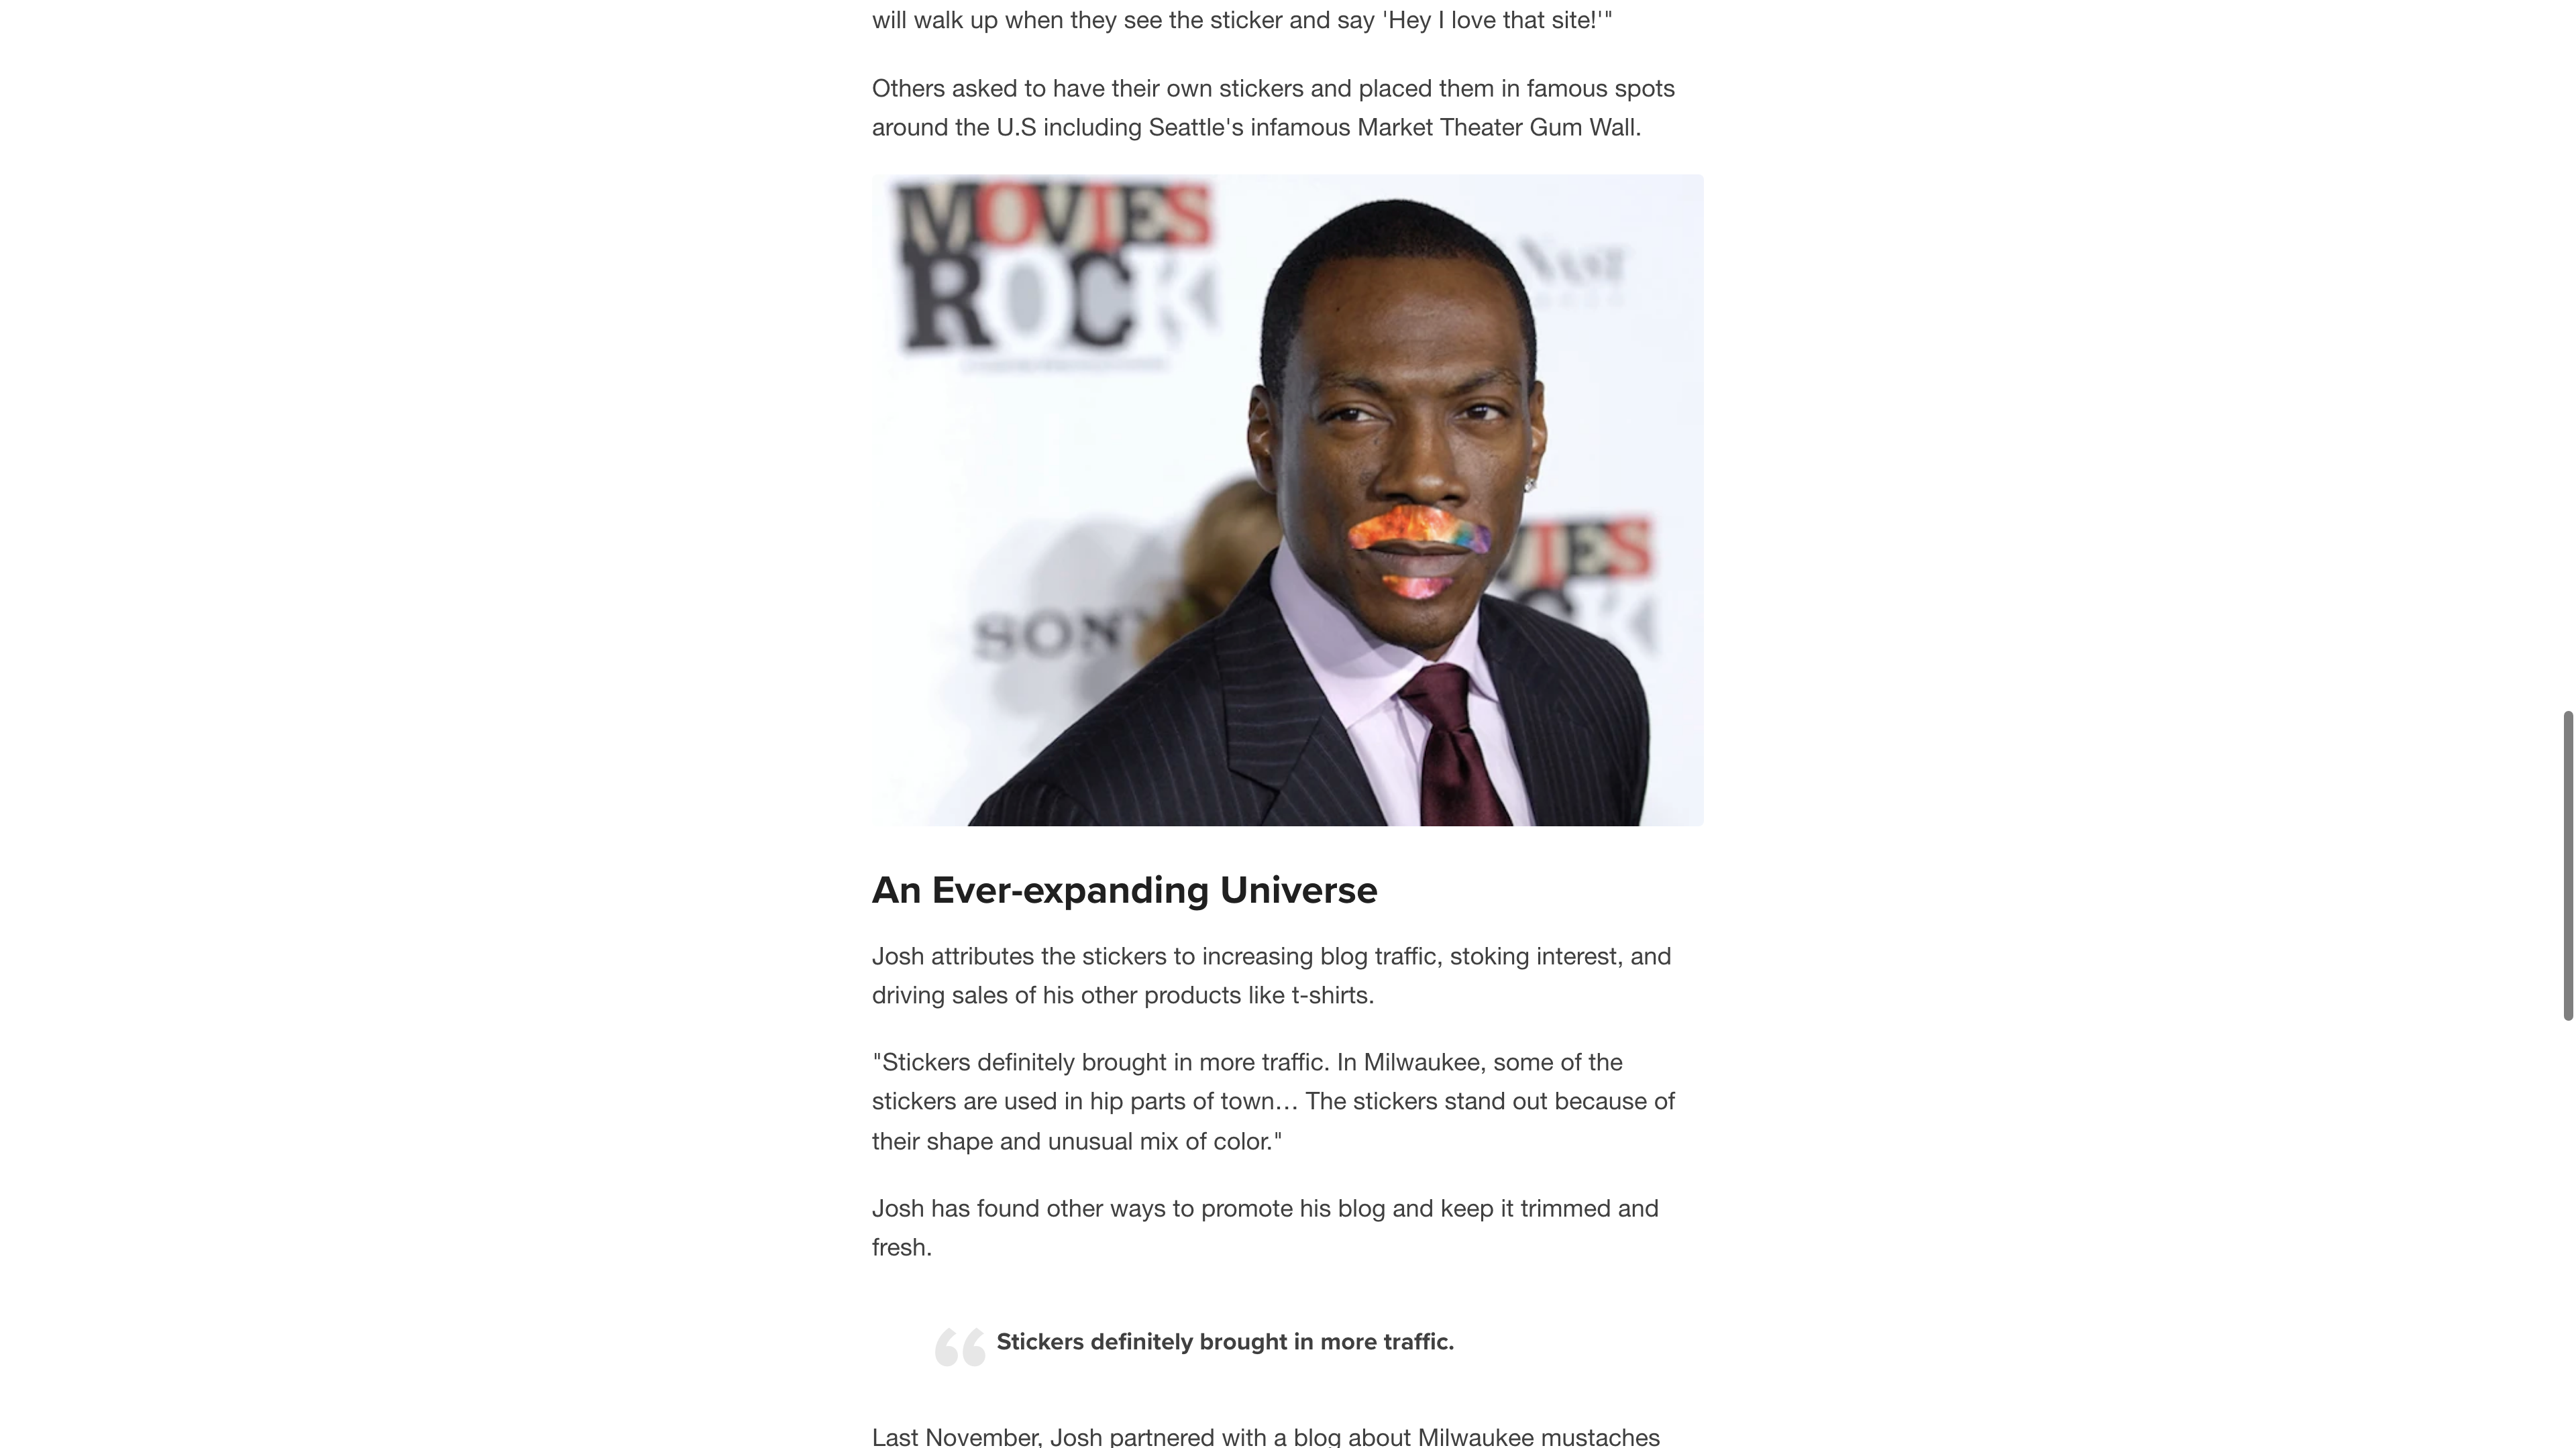 will walk up when they see the sticker and say 'Hey I love that site!'"
Others asked to have their own stickers and placed them in famous spots
around the U.S including Seattle's infamous Market Theater Gum Wall.
MOVIES
ROCK
SONY
VIES
An Ever-expanding Universe
Josh attributes the stickers to increasing blog traffic, stoking interest, and
driving sales of his other products like t-shirts.
"Stickers definitely brought in more traffic. In Milwaukee, some of the
stickers are used in hip parts of town… The stickers stand out because of
their shape and unusual mix of color."
Josh has found other ways to promote his blog and keep it trimmed and
fresh.
Stickers definitely brought in more traffic.
Last November, Josh partnered with a blog about Milwaukee mustaches